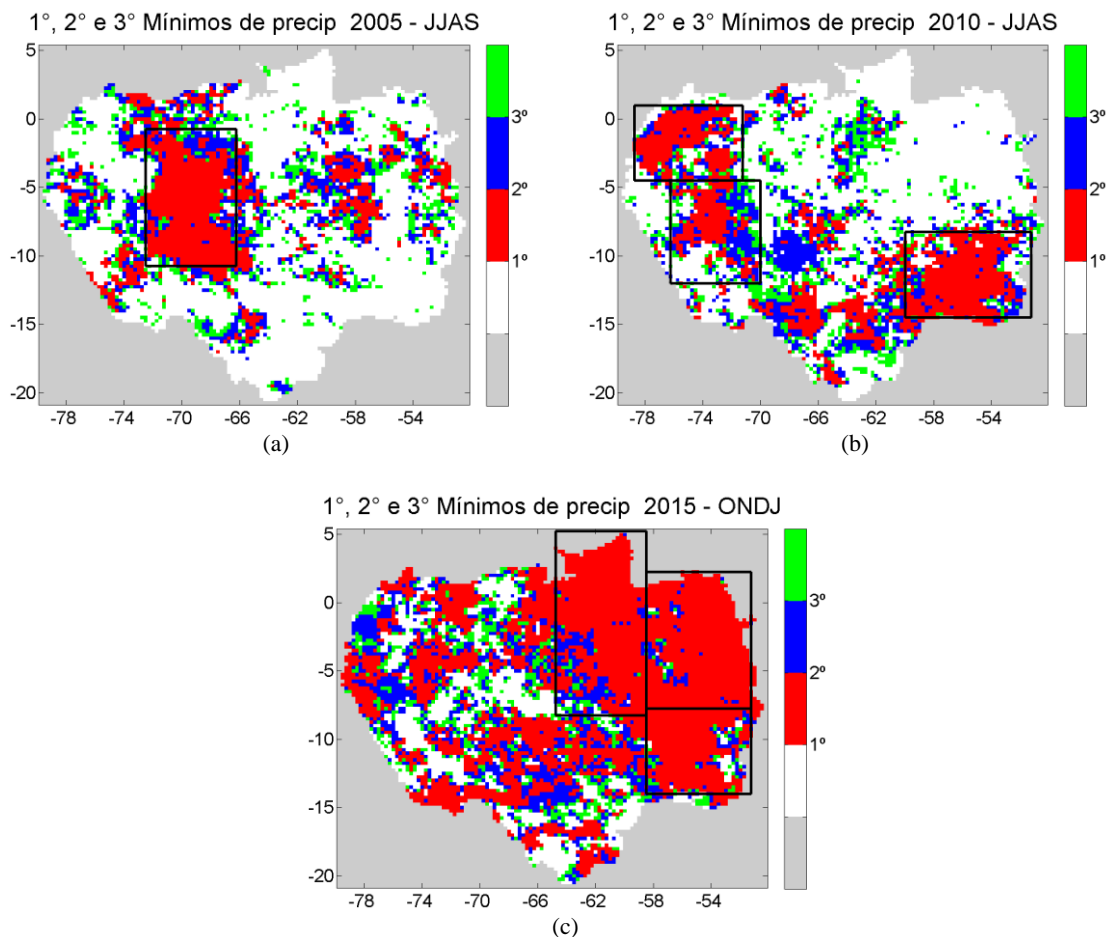 1°, 2° e 3° Mínimos de precip 2005 - JJAS
5
0
-5
-10
-15
-20
-78
-74
-70
-66
-62
-58
-54
3º
2º
1º
(a)
1°, 2° e 3° Mínimos de precip 2010 - JJAS
5
0
-5
-10
-15
-20
-78
-74
-70
-66
-62
-58
-54
3º
2º
1º
(b)
1°, 2° e 3° Mínimos de precip 2015 - ONDJ
5
0
-5
-10
-15
-20
-78
-74
-70
-66
-62
-58
-54
3º
2º
1º
(c)